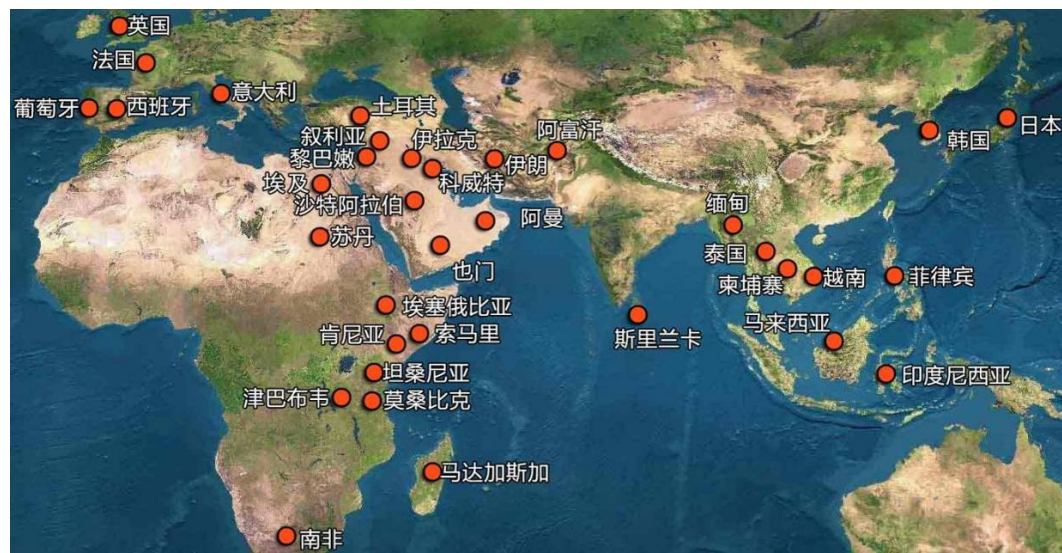 英国
法国
葡萄牙
西班牙
意大利
土耳其
叙利亚
伊拉克
阿富汗
黎巴嫩
伊朗
埃及
科威特
沙特阿拉伯
阿曼
苏丹
也门
韩国
日本
缅甸
泰国
柬埔寨
越南
菲律宾
埃塞俄比亚
肯尼亚
索马里
斯里兰卡
马来西亚
坦桑尼亚
印度尼西亚
津巴布韦
莫桑比克
马达加斯加
南非